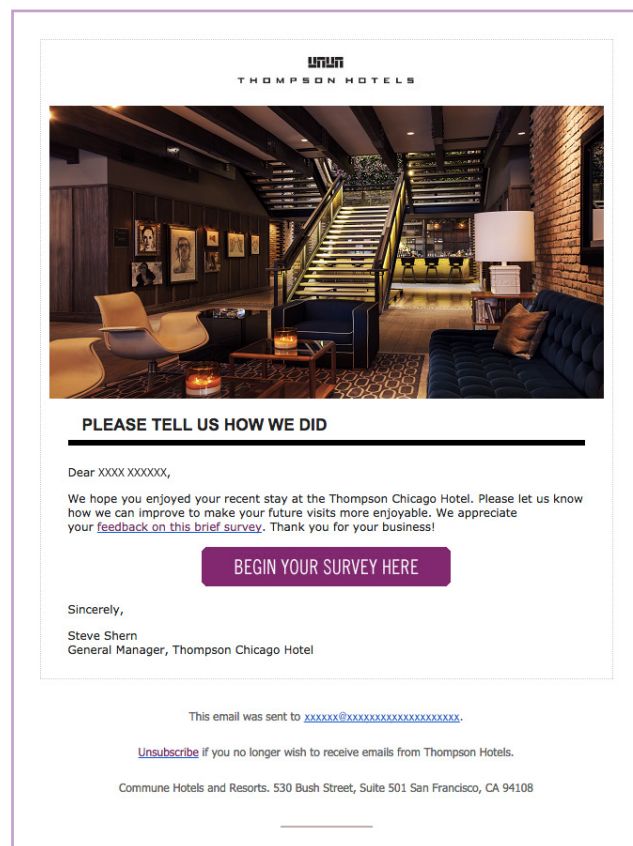 THOMPSON HOTELS
PLEASE TELL US HOW WE DID
Dear XXXX XXXXXX,
We hope you enjoyed your recent stay at the Thompson Chicago Hotel. Please let us know
how we can improve to make your future visits more enjoyable. We appreciate
your feedback on this brief survey. Thank you for your business!
BEGIN YOUR SURVEY HERE
Sincerely,
Steve Shern
General Manager, Thompson Chicago Hotel
This email was sent to xxxxxx@xxxxxxxxxxxxxxxxxxxx.
Unsubscribe if you no longer wish to receive emails from Thompson Hotels.
Commune Hotels and Resorts. 530 Bush Street, Suite 501 San Francisco, CA 94108